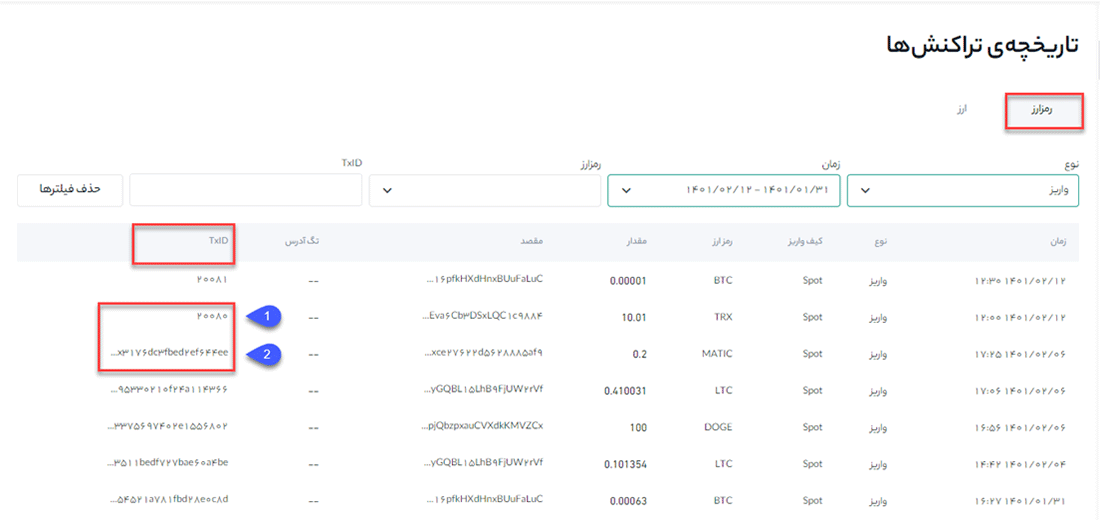 تاریخچه‌ی تراکنش‌ها
رمزارز ارز
نوع زمان رمزارز TxID
واریز ۱۴۰۱/۰۱/۳۱ – ۱۴۰۱/۰۲/۱۲ حذف فیلترها
زمان نوع کیف واریز رمز ارز مقدار مقصد تگ آدرس TxID
۱۲:۳۰ ۱۴۰۱/۰۲/۱۲ واریز Spot BTC 0.00001 ...۱۶pfkHXdHnxBUuFaLuC -- ۲۰۰۸۱
۱۲:۰۰ ۱۴۰۱/۰۲/۱۲ واریز Spot TRX 10.01 ...Eva۶Cb۳DSxLQC۱c۹۸۸۴ -- ۲۰۰۸۰ 1
۱۷:۲۵ ۱۴۰۱/۰۲/۰۶ واریز Spot MATIC 0.2 ...xce۲۷۶۲۲d۵۶۲۸۸۸۵af۹ -- ...x۳۱۷۶dc۳fbed۲ef۶۴۴ee 2
۱۷:۰۶ ۱۴۰۱/۰۲/۰۶ واریز Spot LTC 0.410031 ...yGQBL۱۵LhB۹FjUW۲rVf -- ...۹۵۳۳۰۲۱۰f۲۴a۱۱۴۳۶۶
۱۶:۵۶ ۱۴۰۱/۰۲/۰۶ واریز Spot DOGE 100 ...pjQbzpxauCVXdkKMVZCx -- ...۳۳۷۵۶۹۷۴۰۲e۱۵۵۶۸۰۲
۱۴:۴۲ ۱۴۰۱/۰۲/۰۴ واریز Spot LTC 0.101354 ...yGQBL۱۵LhB۹FjUW۲rVf -- ...۳۵۱۱bedf۷۲۷bae۶۰a۴be
۱۶:۲۷ ۱۴۰۱/۰۱/۳۱ واریز Spot BTC 0.00063 ...۱۶pfkHXdHnxBUuFaLuC -- ...۵۴۵۲۱a۷۸۱fbd۲۸e۰c۸d